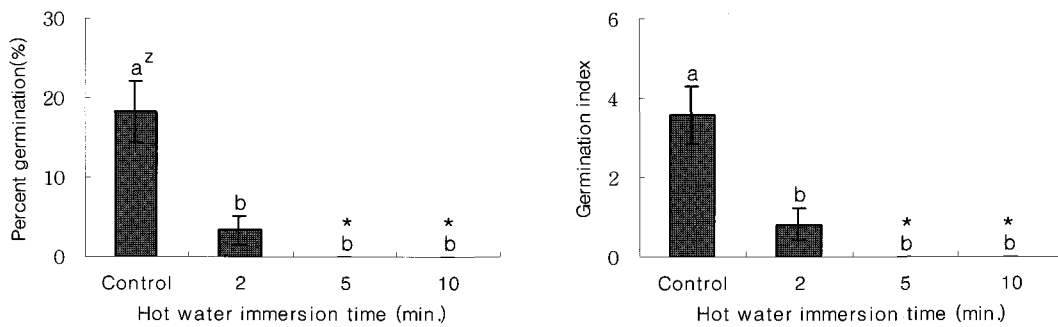 Percent germination(%)
30
20
10
0
a^z
b
*
b
*
b
Control 2 5 10
Hot water immersion time (min.)
Germination index
6
4
2
0
a
b
*
b
*
b
Control 2 5 10
Hot water immersion time (min.)